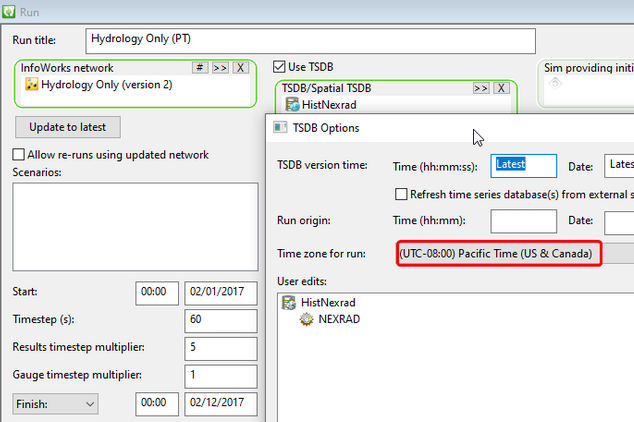 Run
Run title: Hydrology Only (PT)
InfoWorks network # >> X
Hydrology Only (version 2)
Update to latest
Allow re-runs using updated network
Scenarios:
Start: 00:00 02/01/2017
Timestep (s): 60
Results timestep multiplier: 5
Gauge timestep multiplier: 1
Finish: 00:00 02/12/2017
Use TSDB
TSDB/Spatial TSDB >> X
HistNexrad
Sim providing initi
TSDB Options
TSDB version time: Time (hh:mm:ss): Latest Date: Lates
Refresh time series database(s) from external s
Run origin: Time (hh:mm): Date:
Time zone for run: (UTC-08:00) Pacific Time (US & Canada)
User edits:
HistNexrad
NEXRAD